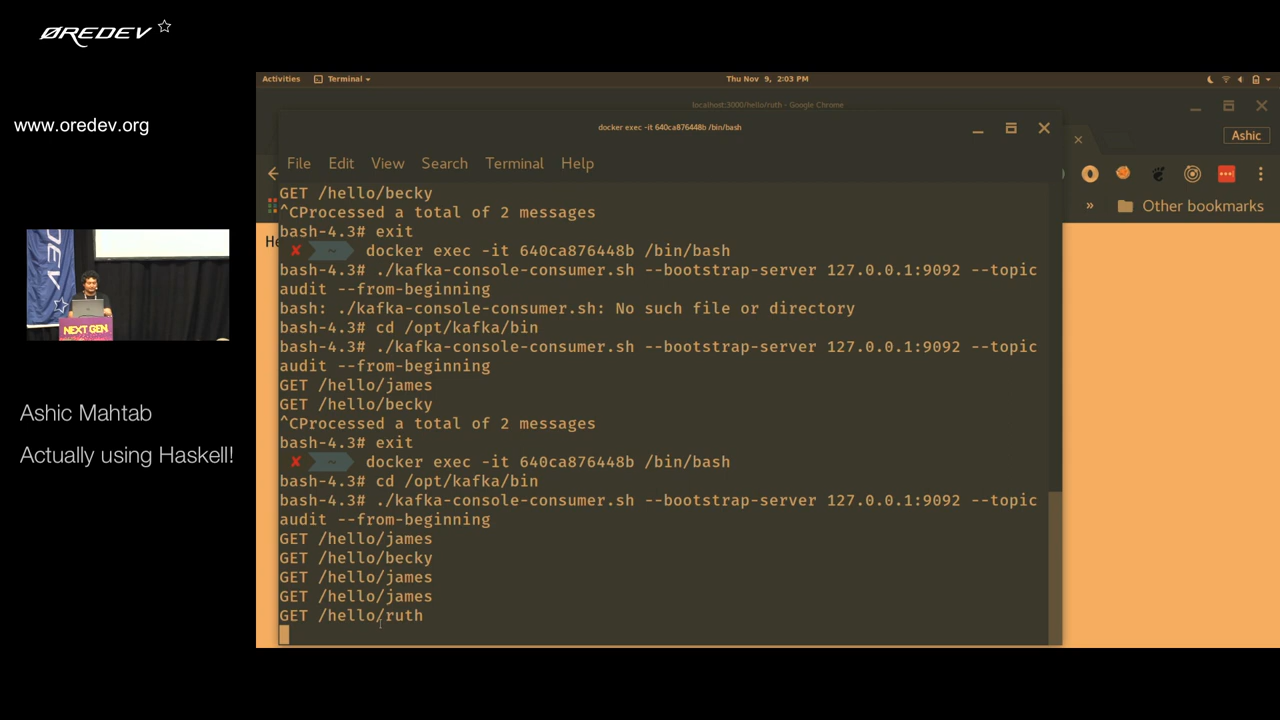 ØREDEV
www.oredev.org
Activities
Terminal
Thu Nov 9, 2:03 PM
localhost:3000/hello/ruth - Google Chrome
docker exec -it 640ca876448b /bin/bash
Ashic
File Edit View Search Terminal Help
Other bookmarks
He
GET /hello/becky
^CProcessed a total of 2 messages
bash-4.3# exit
✘ ~ docker exec -it 640ca876448b /bin/bash
bash-4.3# ./kafka-console-consumer.sh --bootstrap-server 127.0.0.1:9092 --topic
audit --from-beginning
bash: ./kafka-console-consumer.sh: No such file or directory
bash-4.3# cd /opt/kafka/bin
bash-4.3# ./kafka-console-consumer.sh --bootstrap-server 127.0.0.1:9092 --topic
audit --from-beginning
GET /hello/james
GET /hello/becky
^CProcessed a total of 2 messages
bash-4.3# exit
✘ ~ docker exec -it 640ca876448b /bin/bash
bash-4.3# cd /opt/kafka/bin
bash-4.3# ./kafka-console-consumer.sh --bootstrap-server 127.0.0.1:9092 --topic
audit --from-beginning
GET /hello/james
GET /hello/becky
GET /hello/james
GET /hello/james
GET /hello/ruth
EDEV
NEXT GEN
Ashic Mahtab
Actually using Haskell!